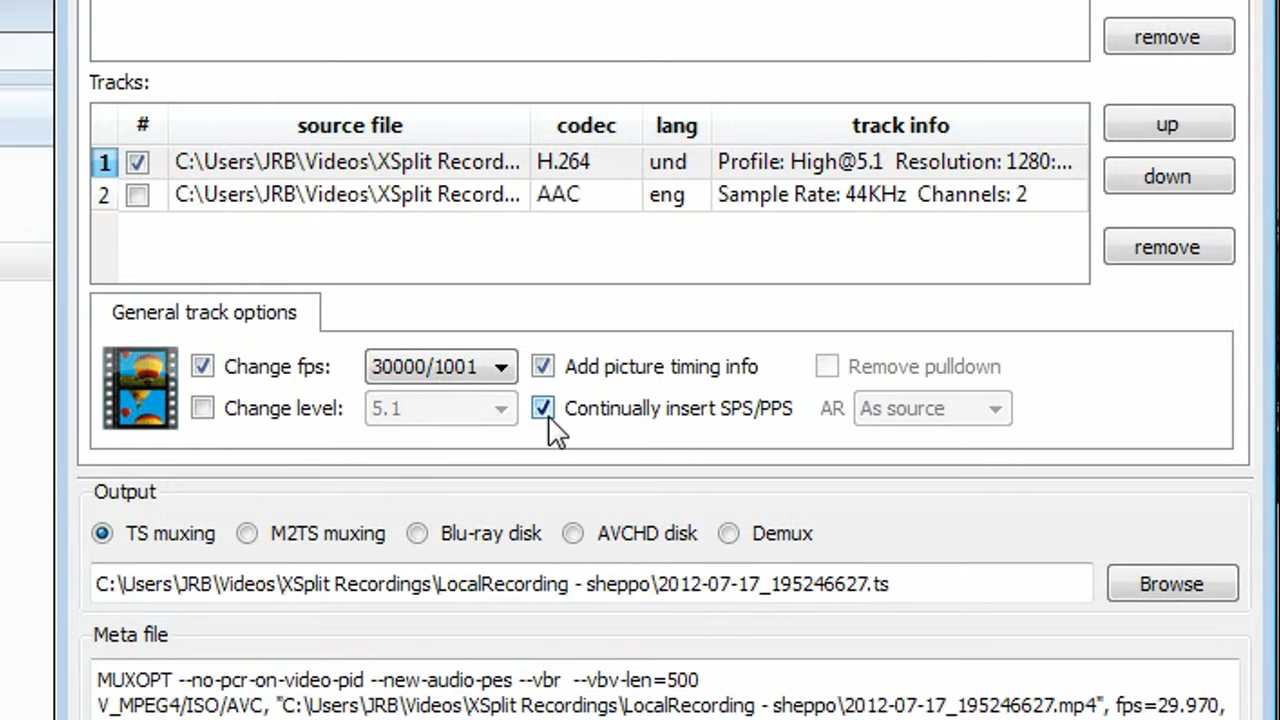 remove
Tracks:
# source file codec lang track info
up
1 C:\Users\JRB\Videos\XSplit Record... H.264 und Profile: High@5.1 Resolution: 1280:...
down
2 C:\Users\JRB\Videos\XSplit Record... AAC eng Sample Rate: 44KHz Channels: 2
remove
General track options
Change fps: 30000/1001 Add picture timing info Remove pulldown
Change level: 5.1 Continually insert SPS/PPS AR As source
Output
TS muxing M2TS muxing Blu-ray disk AVCHD disk Demux
C:\Users\JRB\Videos\XSplit Recordings\LocalRecording - sheppo\2012-07-17_195246627.ts Browse
Meta file
MUXOPT --no-pcr-on-video-pid --new-audio-pes --vbr --vbv-len=500
V_MPEG4/ISO/AVC, "C:\Users\JRB\Videos\XSplit Recordings\LocalRecording - sheppo\2012-07-17_195246627.mp4", fps=29.970,